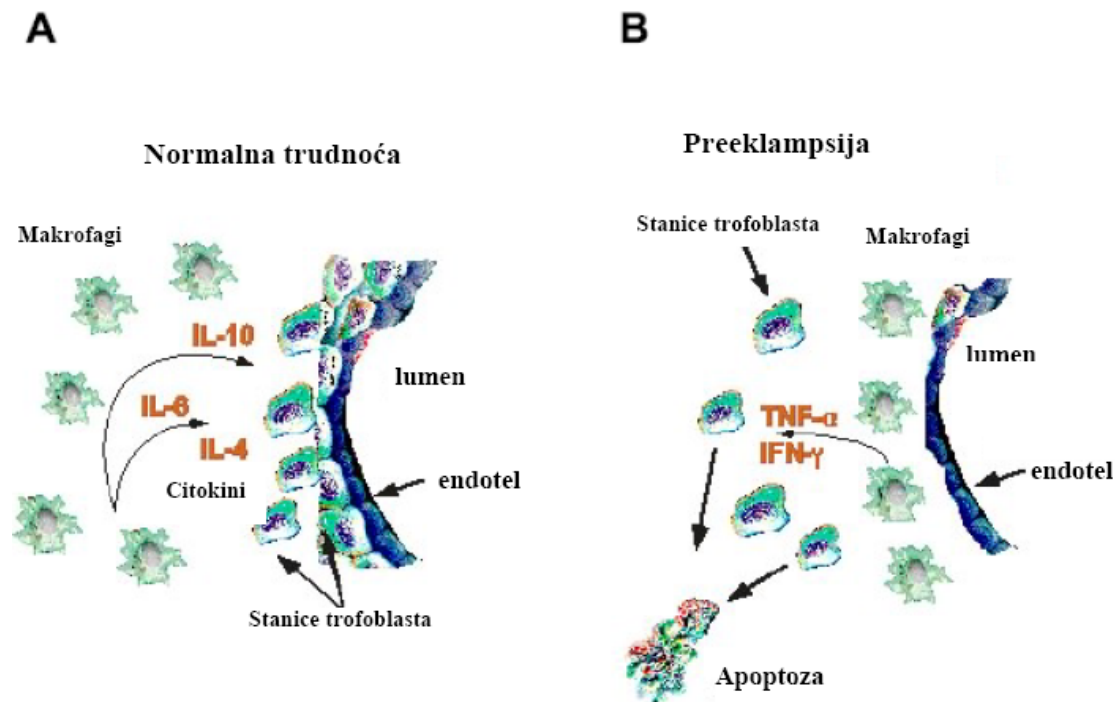 A
Normalna trudnoća
Makrofagi
IL-10
IL-6
IL-4
Citokini
lumen
endotel
Stanice trofoblasta
B
Preeklampsija
Stanice trofoblasta
Makrofagi
lumen
TNF-α
IFN-γ
endotel
Apoptoza